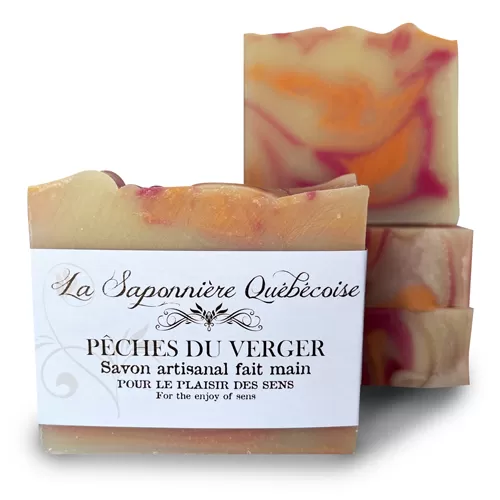 La Saponnière Québécoise
PÊCHES DU VERGER
Savon artisanal fait main
POUR LE PLAISIR DES SENS
For the enjoy of sens